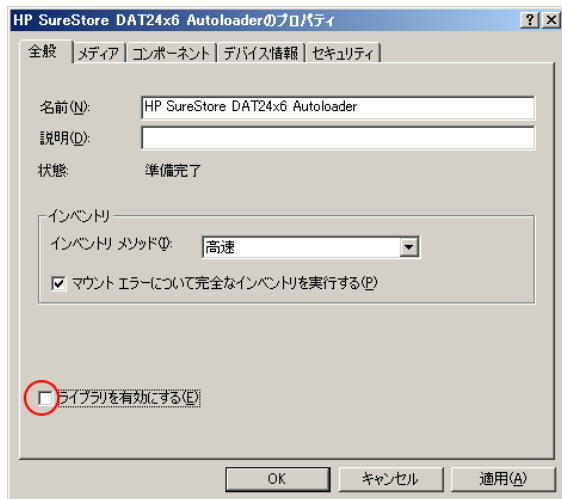 HP SureStore DAT24x6 Autoloaderのプロパティ
全般 メディア コンポーネント デバイス情報 セキュリティ
名前(N): HP SureStore DAT24x6 Autoloader
説明(D):
状態: 準備完了
インベントリ
インベントリ メソッド(I): 高速
マウント エラーについて完全なインベントリを実行する(P)
ライブラリを有効にする(E)
OK キャンセル 適用(A)